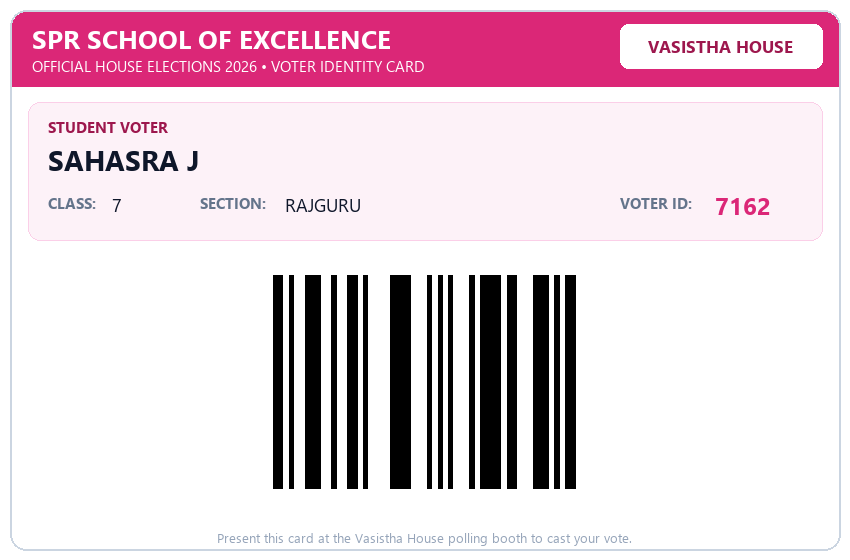 SPR SCHOOL OF EXCELLENCE
OFFICIAL HOUSE ELECTIONS 2026 • VOTER IDENTITY CARD
VASISTHA HOUSE
STUDENT VOTER
SAHASRA J
CLASS: 7 SECTION: RAJGURU VOTER ID: 7162
Present this card at the Vasistha House polling booth to cast your vote.